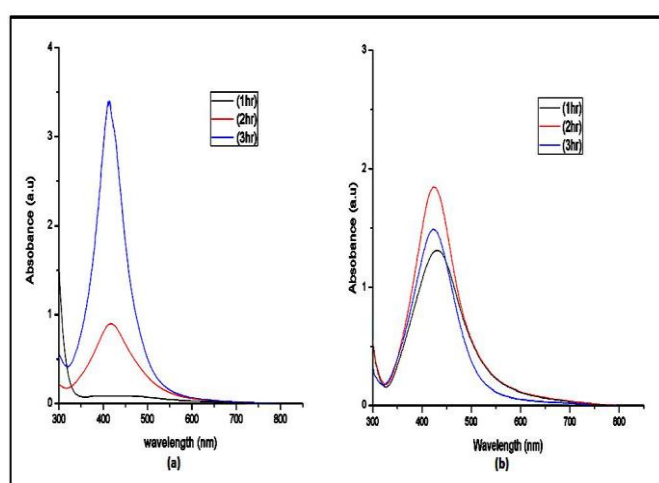 4
3
2
1
0
300
400
500
600
700
800
Absobance (a.u)
wavelength (nm)
(1hr)
(2hr)
(3hr)
(a)
3
2
1
0
300
400
500
600
700
800
Absobance (a.u)
Wavelength (nm)
(1hr)
(2hr)
(3hr)
(b)